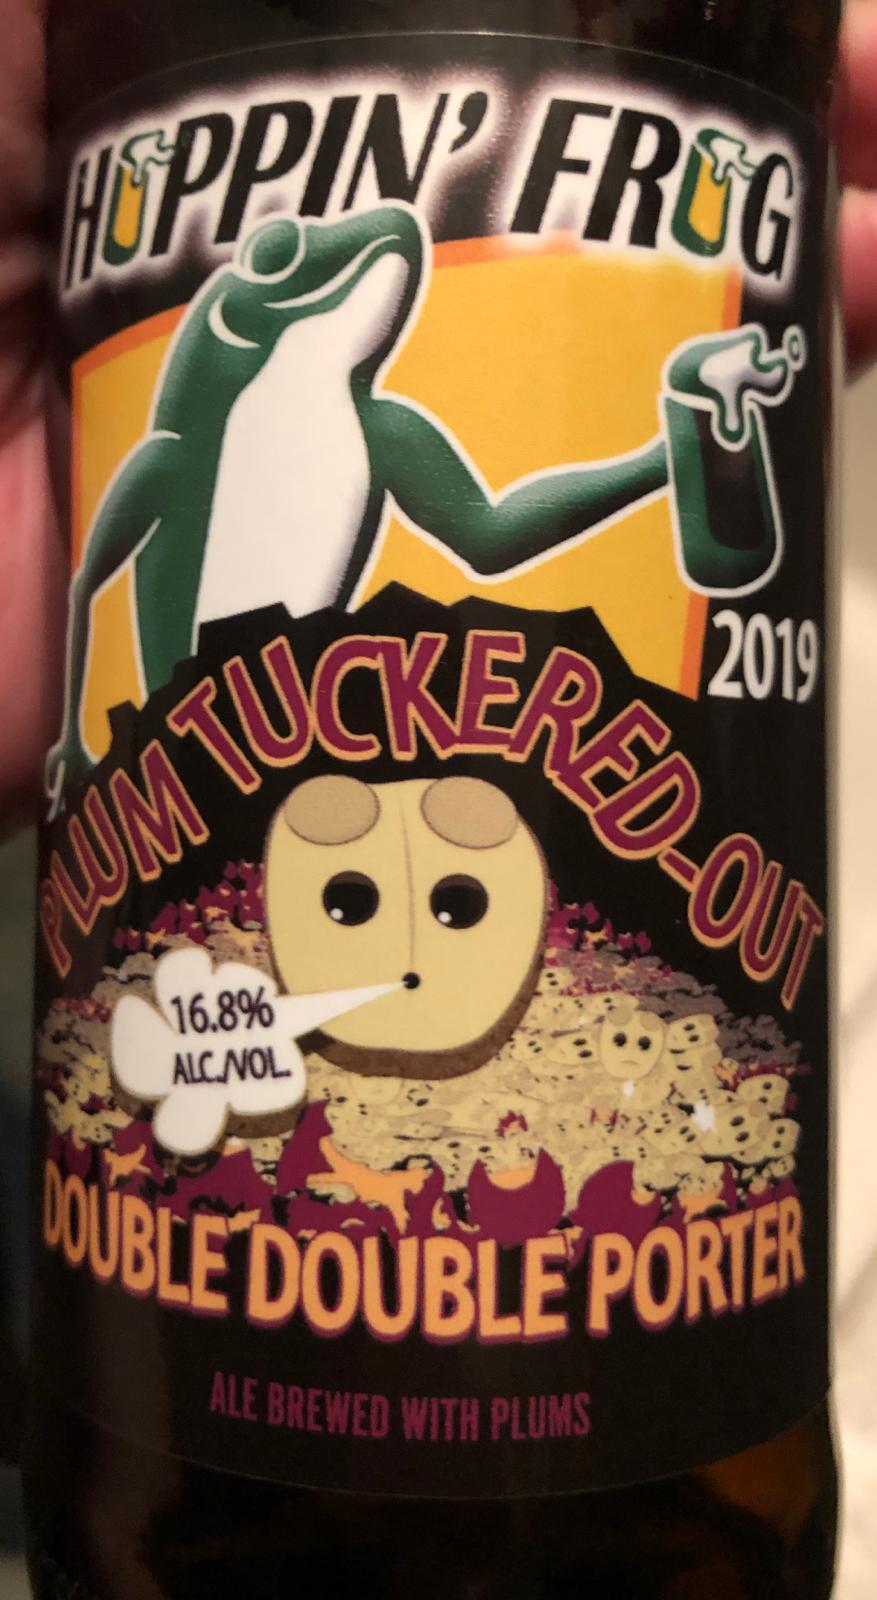 HOPPIN' FROG
2019
PLUM TUCKERED-OUT
16.8%
ALC./VOL.
DOUBLE DOUBLE PORTER
ALE BREWED WITH PLUMS